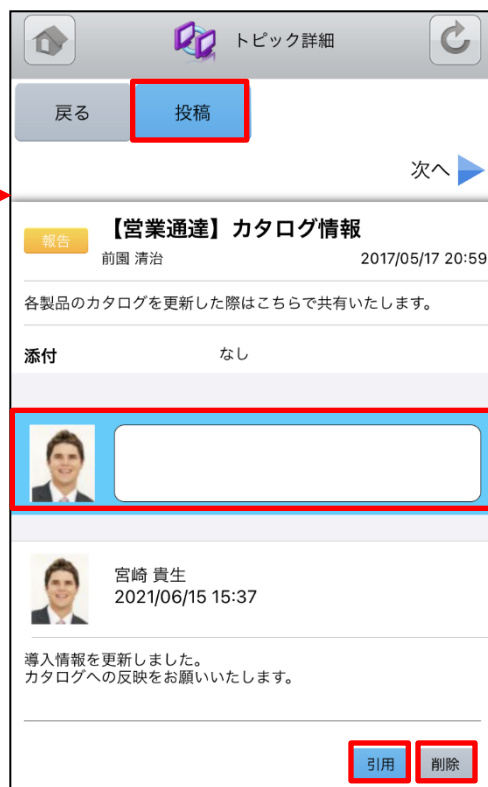 トピック詳細
戻る
投稿
次へ
報告
【営業通達】カタログ情報
前園 清治
2017/05/17 20:59
各製品のカタログを更新した際はこちらで共有いたします。
添付
なし
宮崎 貴生
2021/06/15 15:37
導入情報を更新しました。
カタログへの反映をお願いいたします。
引用
削除